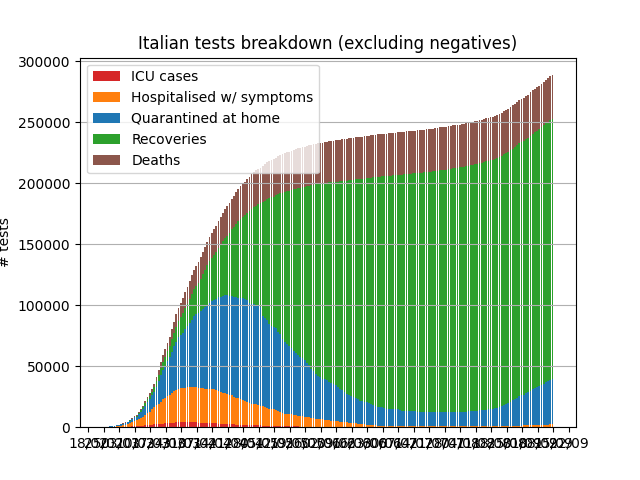 Italian tests breakdown (excluding negatives)
300000
250000
200000
150000
100000
50000
0
# tests
ICU cases
Hospitalised w/ symptoms
Quarantined at home
Recoveries
Deaths